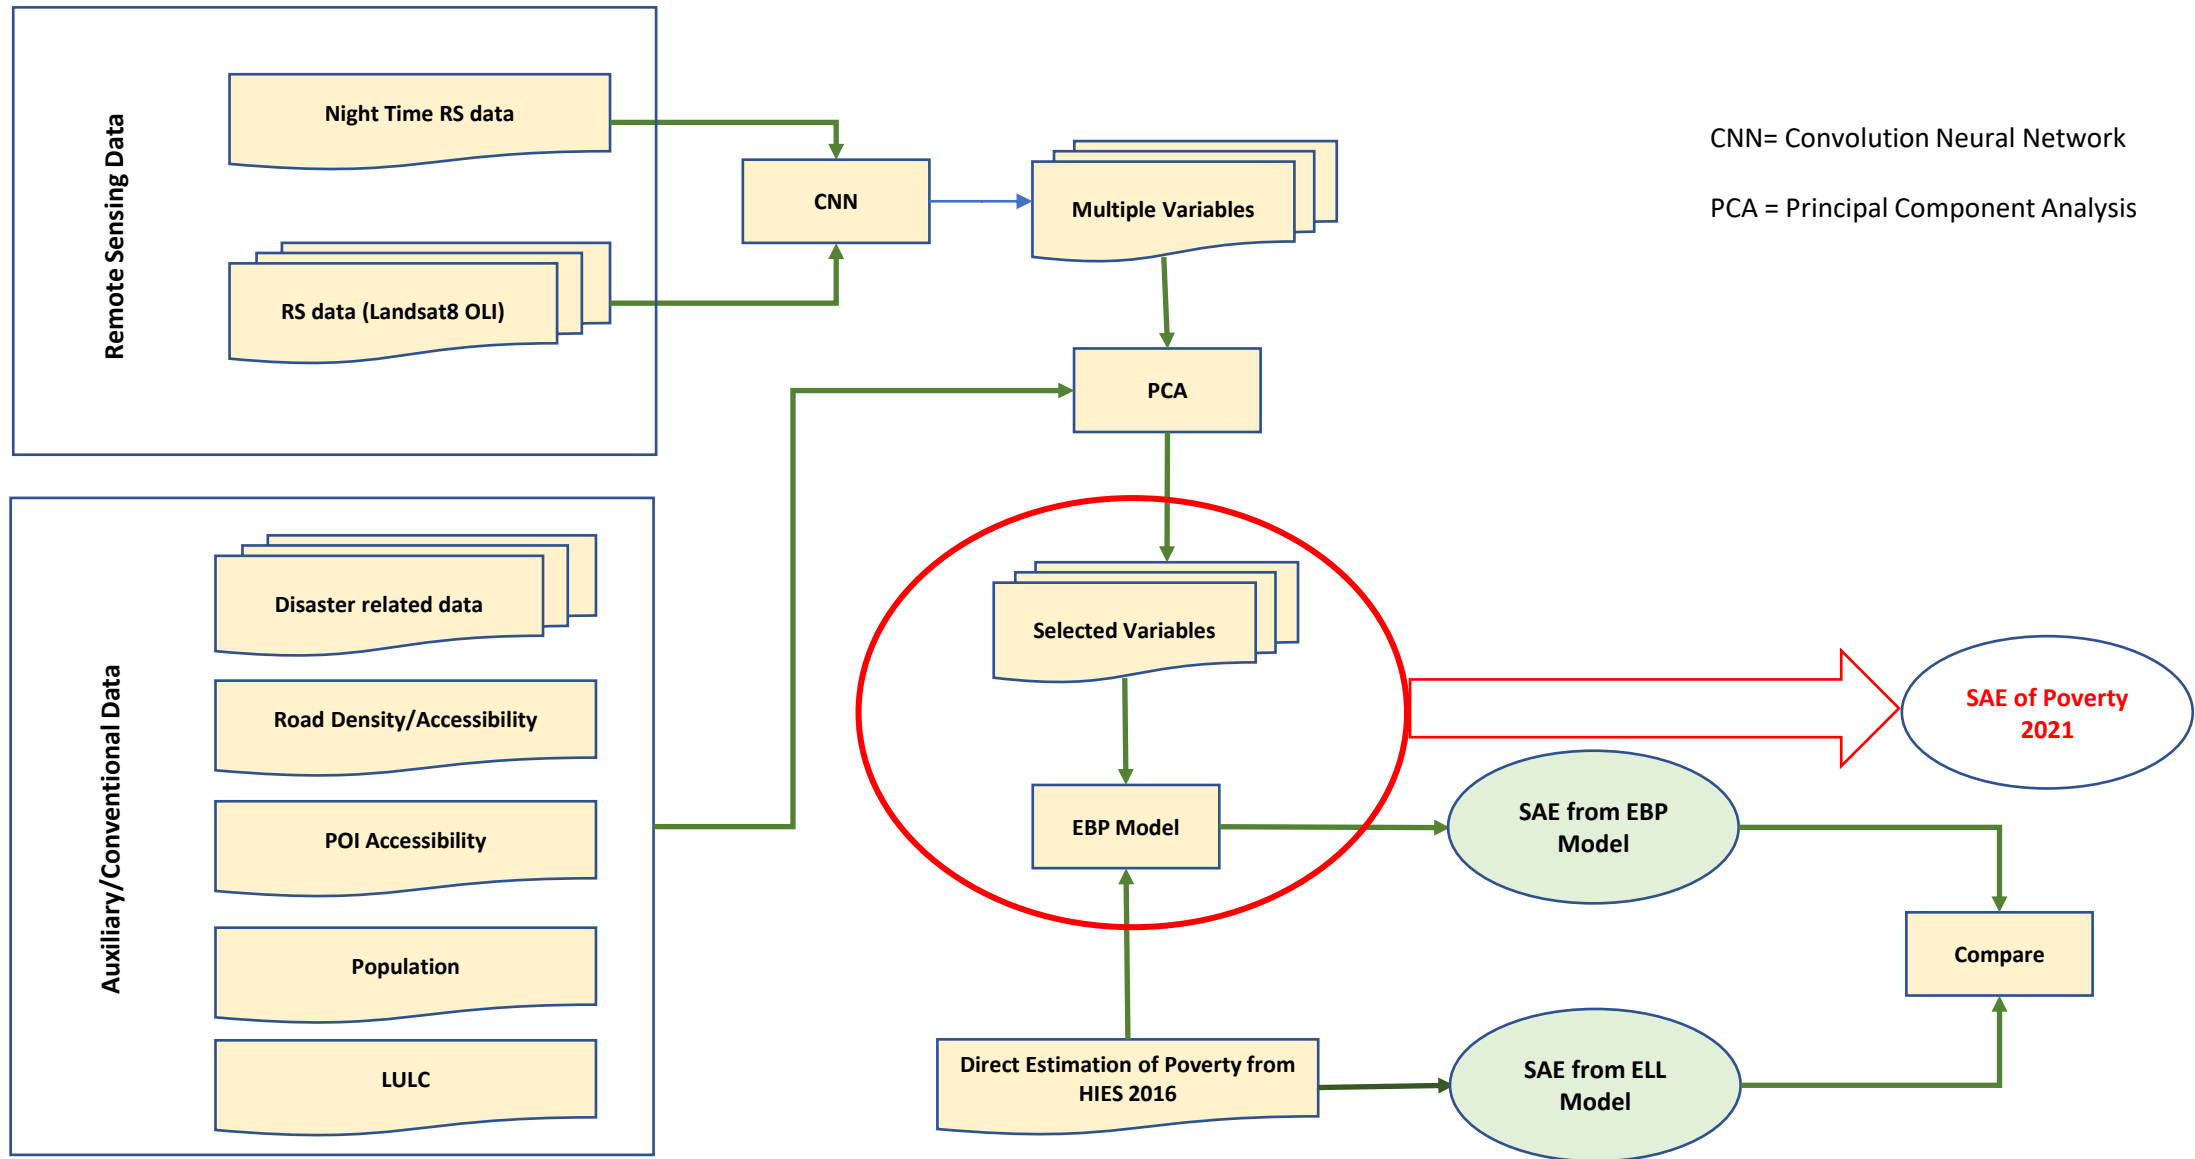 Remote Sensing Data
Night Time RS data
RS data (Landsat8 OLI)
CNN
Multiple Variables
CNN= Convolution Neural Network
PCA = Principal Component Analysis
PCA
Auxiliary/Conventional Data
Disaster related data
Road Density/Accessibility
POI Accessibility
Population
LULC
Selected Variables
EBP Model
Direct Estimation of Poverty from
HIES 2016
SAE from EBP
Model
SAE from ELL
Model
SAE of Poverty
2021
Compare